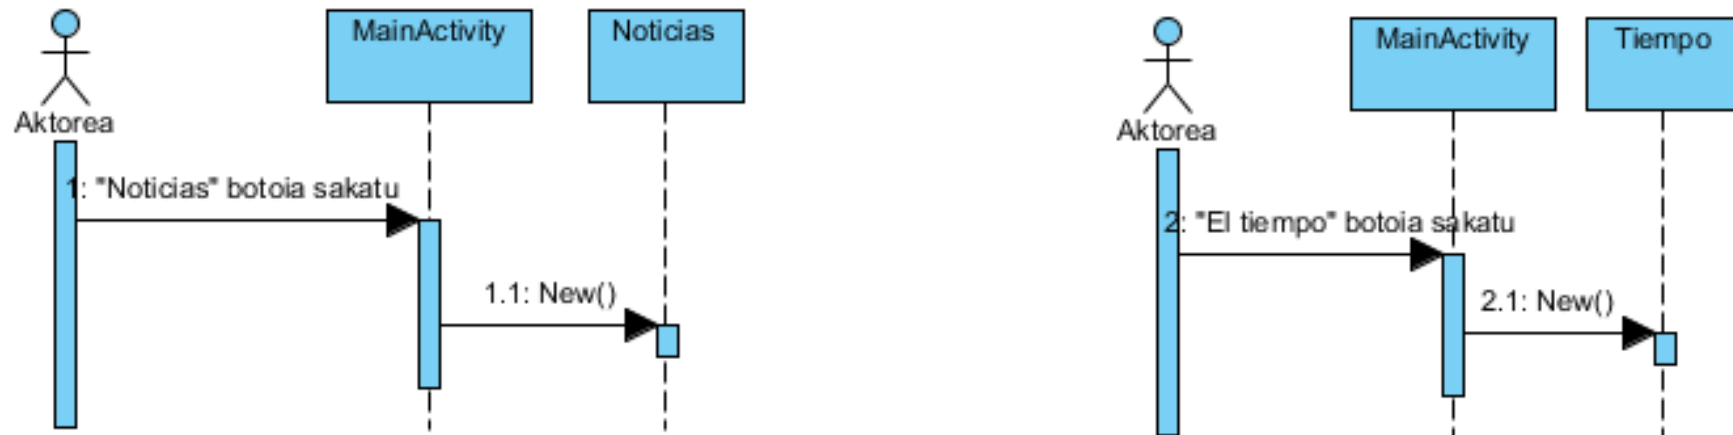 MainActivity
Noticias
Aktorea
1: "Noticias" botoia sakatu
1.1: New()
MainActivity
Tiempo
Aktorea
2: "El tiempo" botoia sakatu
2.1: New()